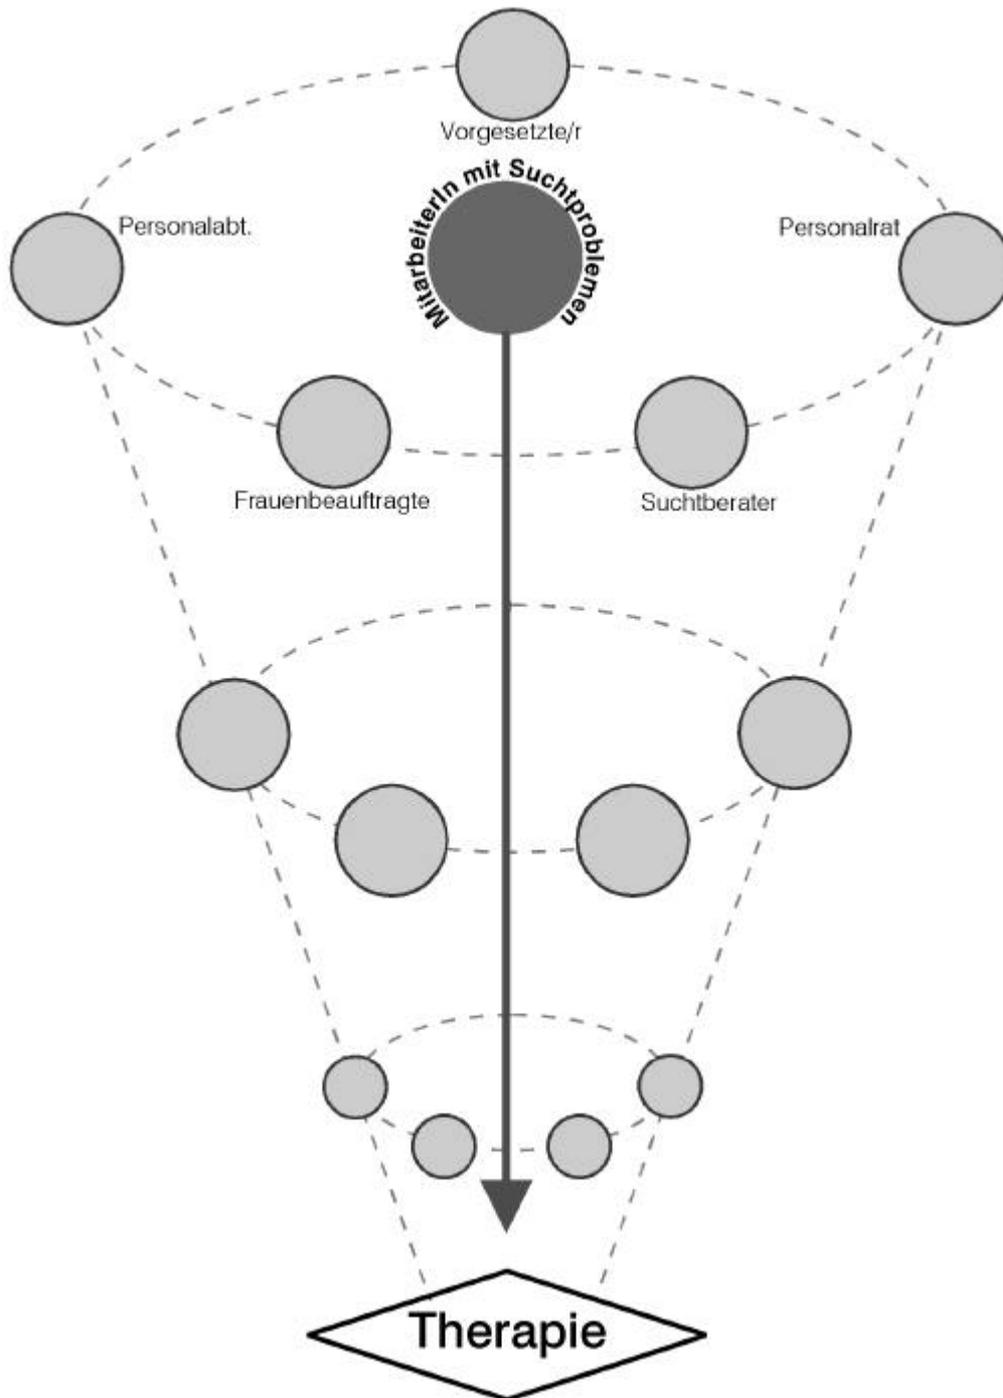 Vorgesetzte/r
MitarbeiterIn mit Suchtproblemen
Personalabt.
Personalrat
Frauenbeauftragte
Suchtberater
Therapie